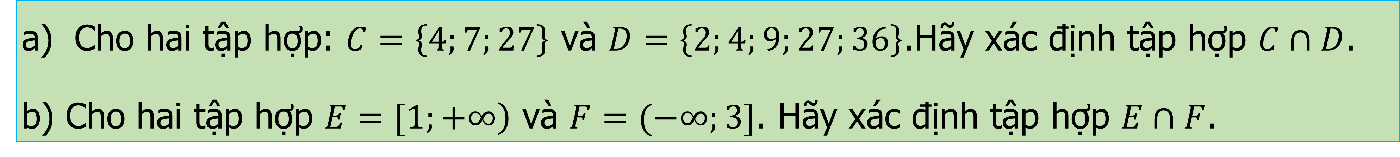 a) Cho hai tập hợp: C = {4; 7; 27} và D = {2; 4; 9; 27; 36}.Hãy xác định tập hợp C ∩ D.
b) Cho hai tập hợp E = [1; +∞) và F = (−∞; 3]. Hãy xác định tập hợp E ∩ F.